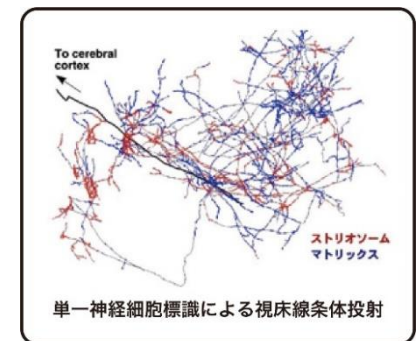 To cerebral
cortex
ストリオソーム
マトリックス
単一神経細胞標識による視床線条体投射